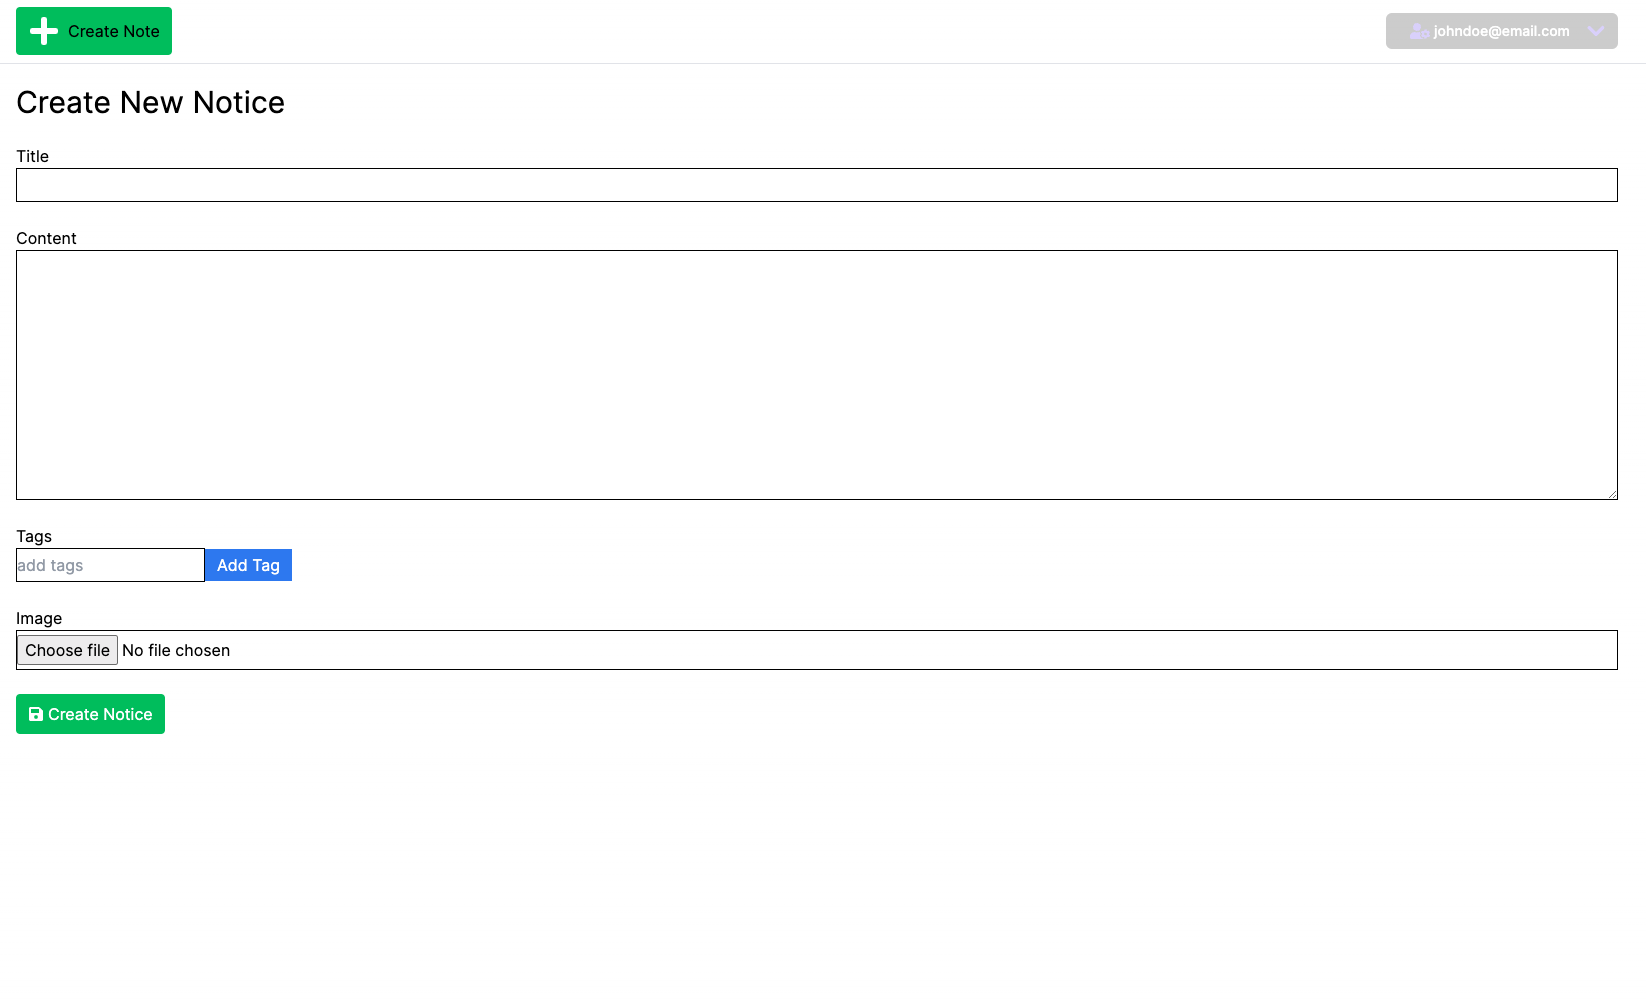 Create Note
johndoe@email.com
Create New Notice
Title
Content
Tags
add tags
Add Tag
Image
Choose file No file chosen
Create Notice